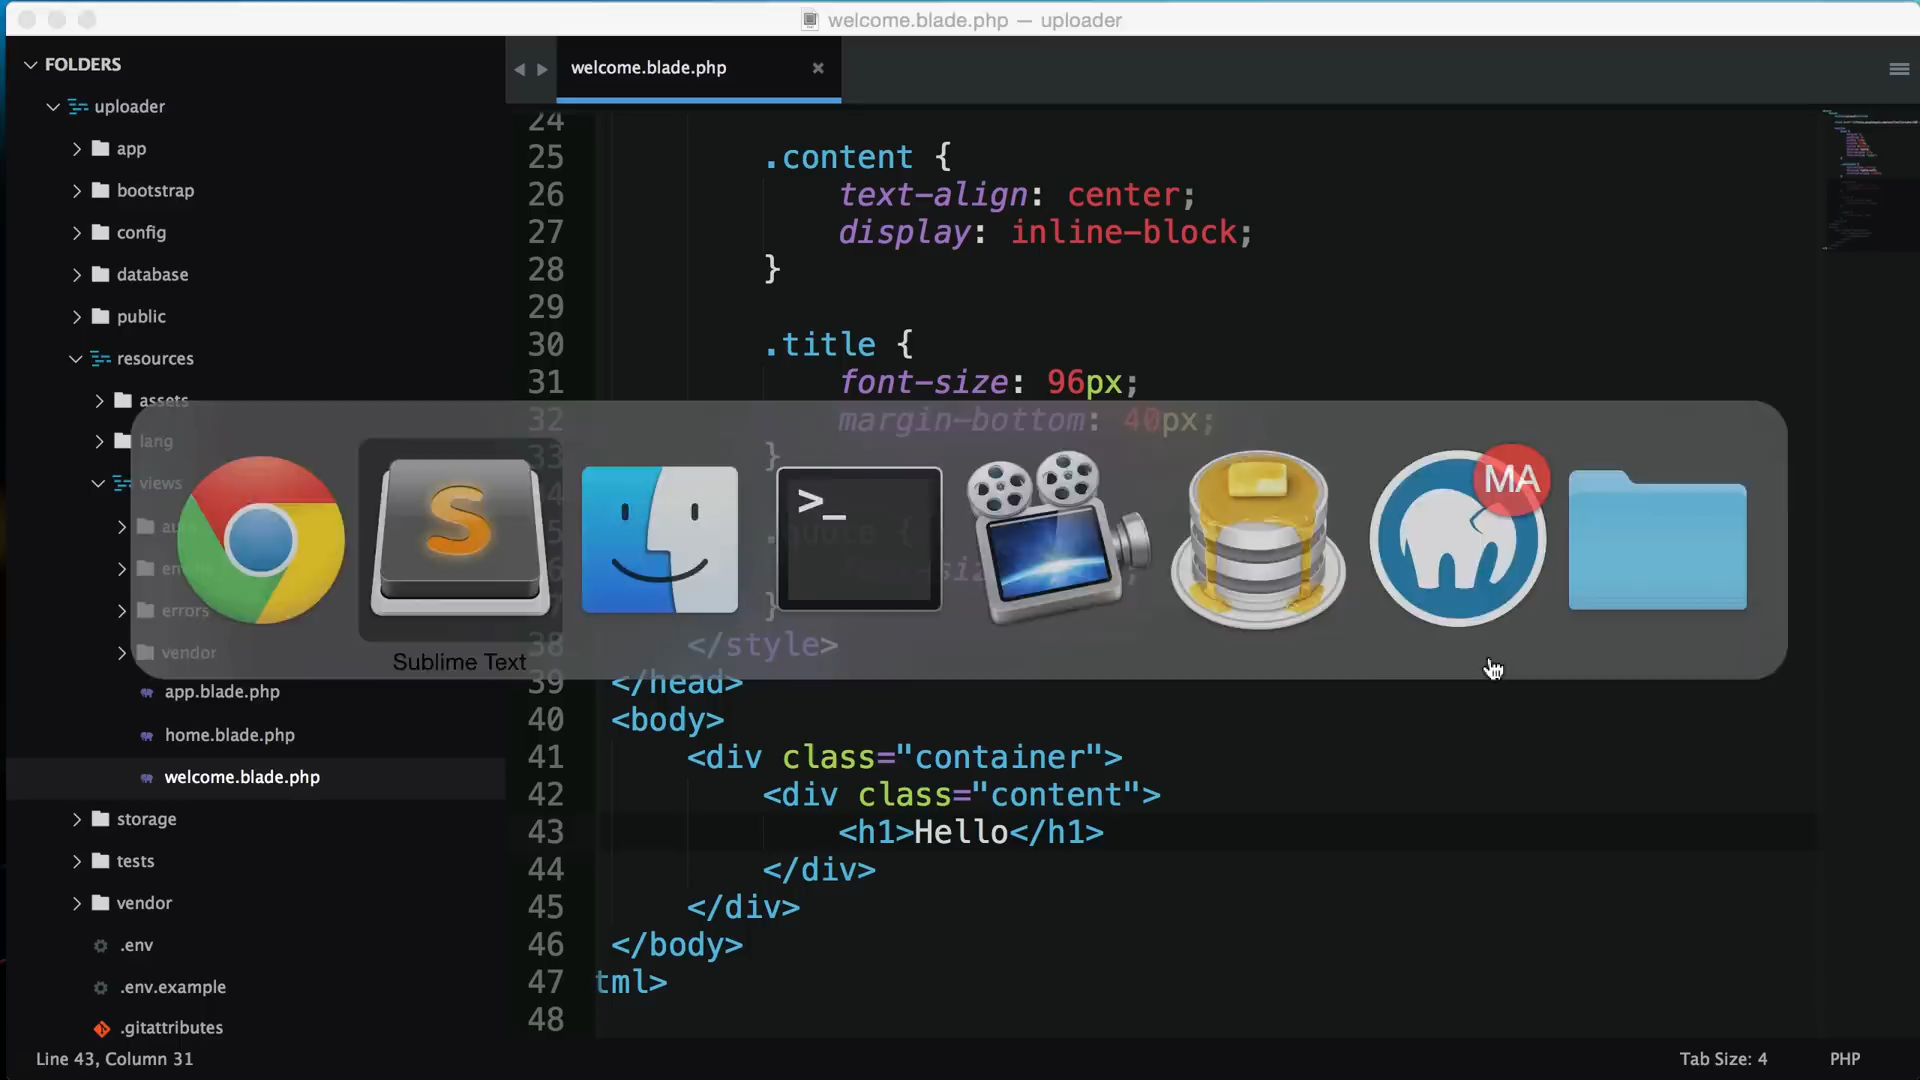 welcome.blade.php — uploader
FOLDERS
uploader
app
bootstrap
config
database
public
resources
assets
lang
views
errors
vendor
app.blade.php
home.blade.php
welcome.blade.php
storage
tests
vendor
.env
.env.example
.gitattributes
welcome.blade.php
24
25 .content {
26 text-align: center;
27 display: inline-block;
28 }
29
30 .title {
31 font-size: 96px;
32 margin-bottom: 40px;
}
}
38 </style>
39 </head>
40 <body>
41 <div class="container">
42 <div class="content">
43 <h1>Hello</h1>
44 </div>
45 </div>
46 </body>
47 tml>
48
S
>_
MA
Sublime Text
Line 43, Column 31
Tab Size: 4
PHP